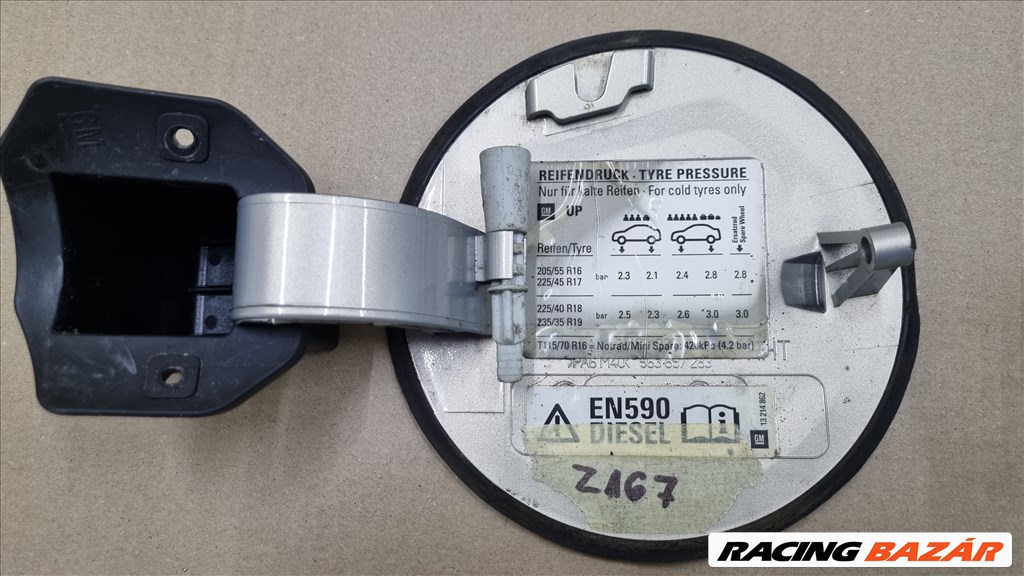 GM
REIFENDRUCK - TYRE PRESSURE
Nur für kalte Reifen - For cold tyres only
GM UP
Ersatzrad
Spare Wheel
Reifen/Tyre
205/55 R16
225/45 R17 bar 2.3 2.1 2.4 2.8 2.8
225/40 R18
235/35 R19 bar 2.5 2.3 2.6 3.0 3.0
T115/70 R16 - Notrad/Mini Spare: 420kPa (4.2 bar)
HT
EN590
DIESEL
GM 13 214 862
Z167
RACING BAZÁR